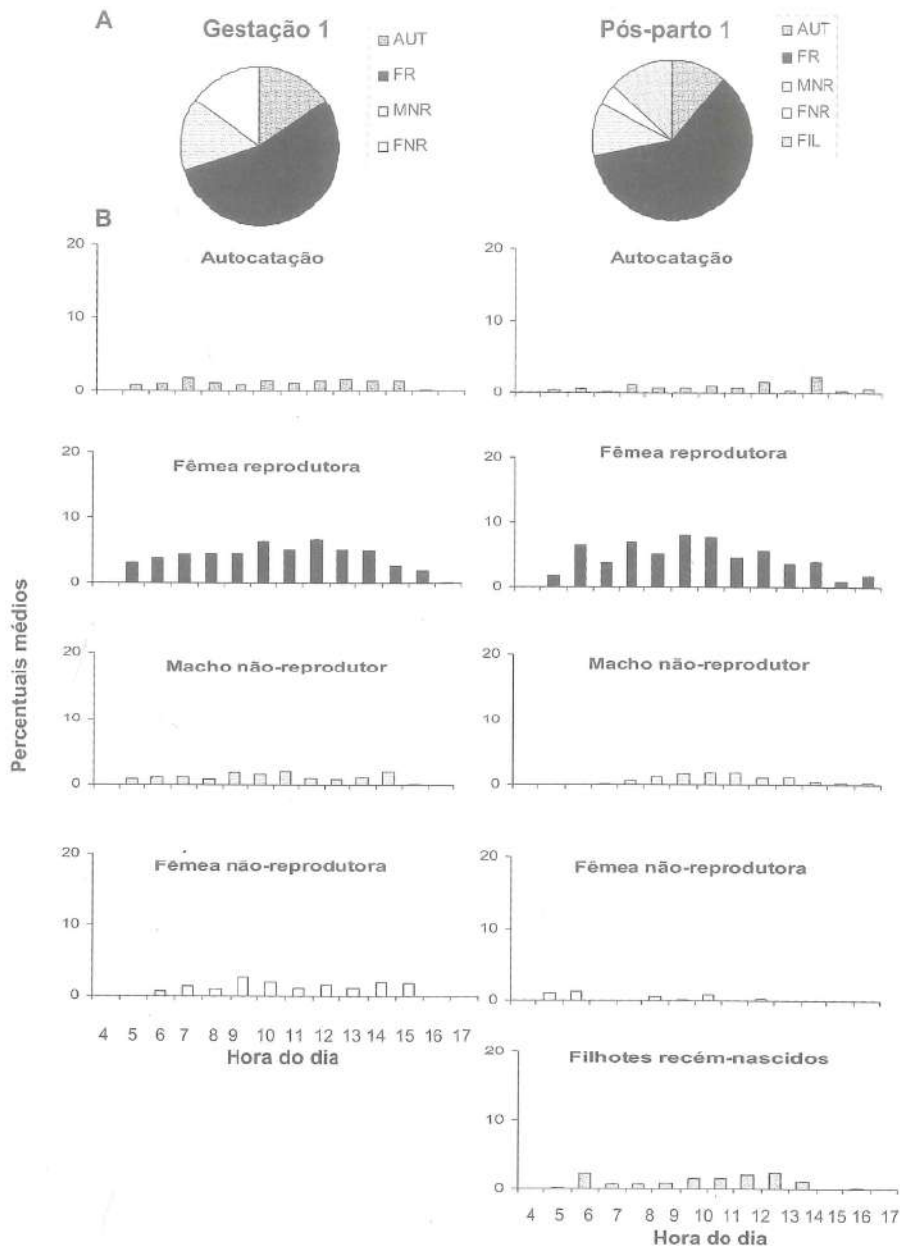 A
Gestação 1
AUT
FR
MNR
FNR
Pós-parto 1
AUT
FR
MNR
FNR
FIL
B
Percentuais médios
20
10
0
Autocatação
20
10
0
Autocatação
20
10
0
Fêmea reprodutora
20
10
0
Fêmea reprodutora
20
10
0
Macho não-reprodutor
20
10
0
Macho não-reprodutor
20
10
0
Fêmea não-reprodutora
4 5 6 7 8 9 10 11 12 13 14 15 16 17
Hora do dia
20
10
0
Fêmea não-reprodutora
20
10
0
Filhotes recém-nascidos
4 5 6 7 8 9 10 11 12 13 14 15 16 17
Hora do dia